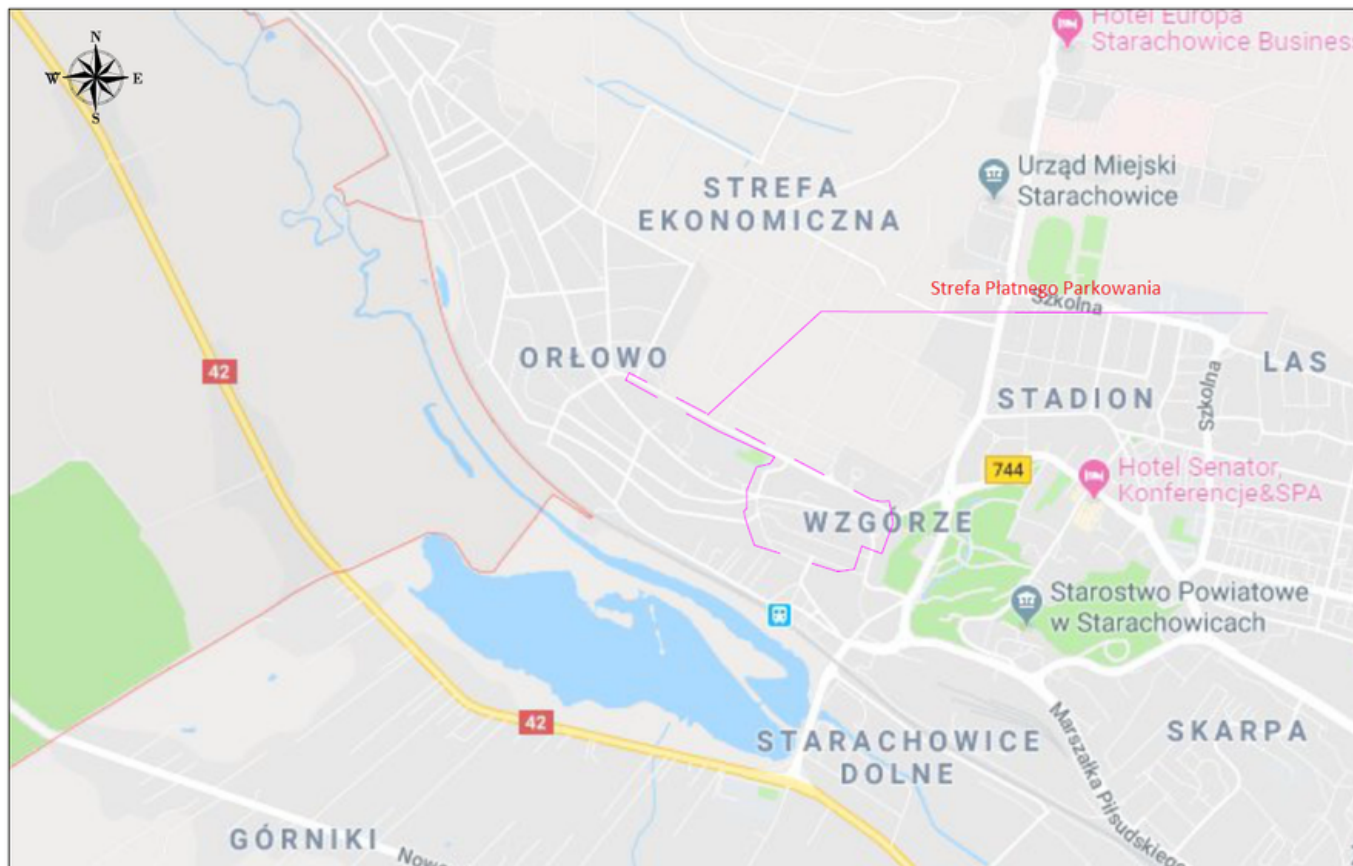 N
W
E
S
Hotel Europa
Starachowice Business
Urząd Miejski
Starachowice
STREFA
EKONOMICZNA
Strefa Płatnego Parkowania
Szkolna
ORŁOWO
LAS
42
STADION
Szkolna
744
Hotel Senator,
Konferencje&SPA
WZGÓRZE
Starostwo Powiatowe
w Starachowicach
42
STARACHOWICE
DOLNE
SKARPA
Marszałka Piłsudskiego
GÓRNIKI